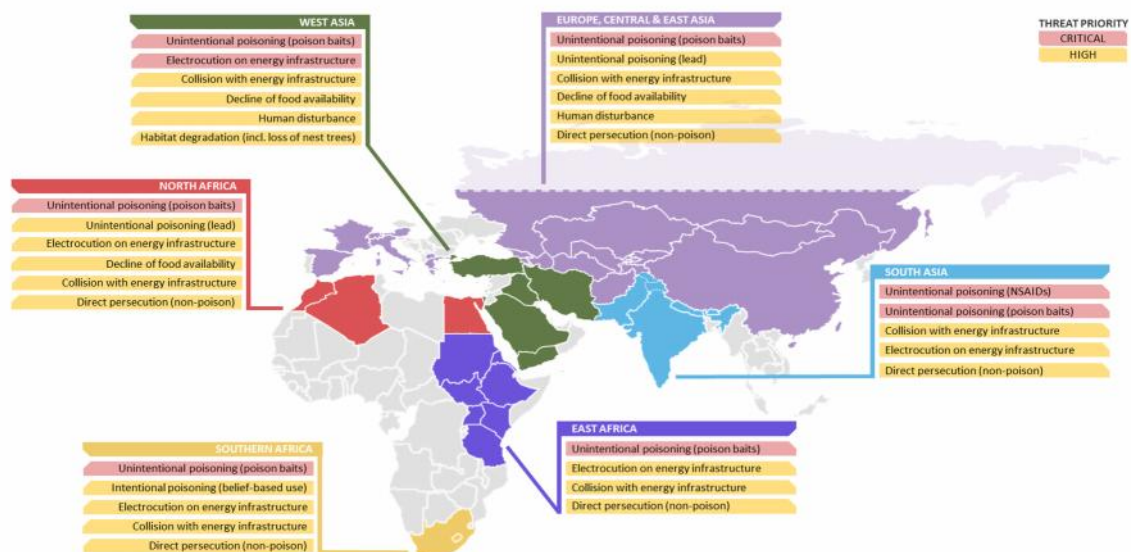 WEST ASIA
Unintentional poisoning (poison baits)
Electrocution on energy infrastructure
Collision with energy infrastructure
Decline of food availability
Human disturbance
Habitat degradation (incl. loss of nest trees)
EUROPE, CENTRAL & EAST ASIA
Unintentional poisoning (poison baits)
Unintentional poisoning (lead)
Collision with energy infrastructure
Decline of food availability
Human disturbance
Direct persecution (non-poison)
THREAT PRIORITY
CRITICAL
HIGH
NORTH AFRICA
Unintentional poisoning (poison baits)
Unintentional poisoning (lead)
Electrocution on energy infrastructure
Decline of food availability
Collision with energy infrastructure
Direct persecution (non-poison)
SOUTH ASIA
Unintentional poisoning (NSAIDs)
Unintentional poisoning (poison baits)
Collision with energy infrastructure
Electrocution on energy infrastructure
Direct persecution (non-poison)
SOUTHERN AFRICA
Unintentional poisoning (poison baits)
Intentional poisoning (belief-based use)
Electrocution on energy infrastructure
Collision with energy infrastructure
Direct persecution (non-poison)
EAST AFRICA
Unintentional poisoning (poison baits)
Electrocution on energy infrastructure
Collision with energy infrastructure
Direct persecution (non-poison)